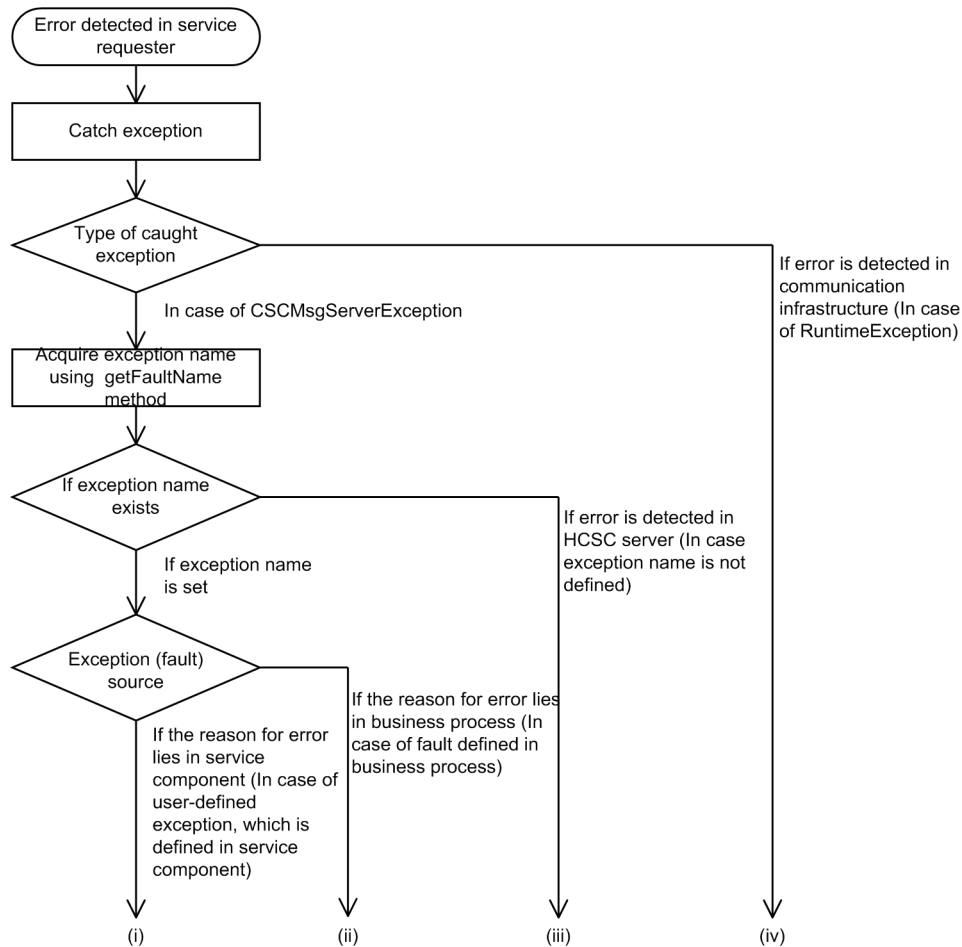 Error detected in service
requester
Catch exception
Type of caught
exception
If error is detected in
communication
infrastructure (In case
of RuntimeException)
In case of CSCMsgServerException
Acquire exception name
using  getFaultName
method
If exception name
exists
If error is detected in
HCSC server (In case
exception name is not
defined)
If exception name
is set
Exception (fault)
source
If the reason for error lies
in business process (In
case of fault defined in
business process)
If the reason for error
lies in service
component (In case of
user-defined
exception, which is
defined in service
component)
(i)
(ii)
(iii)
(iv)